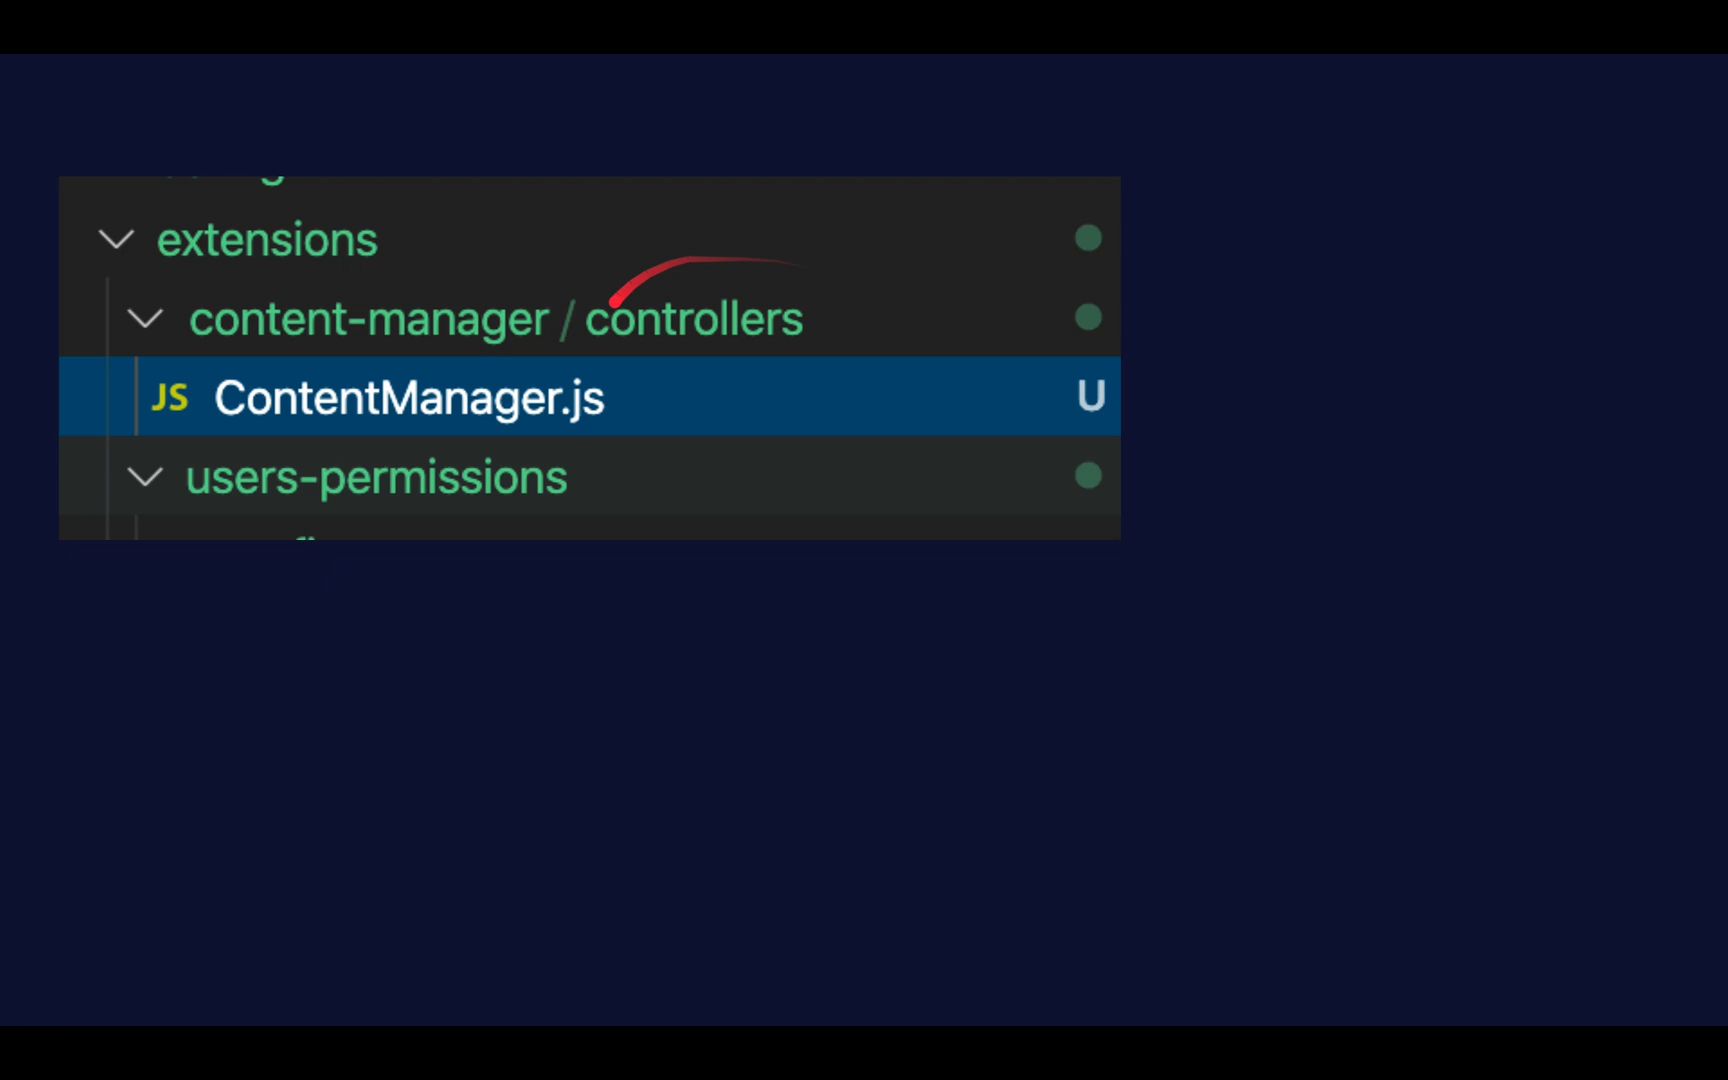 extensions
content-manager / controllers
JS ContentManager.js U
users-permissions